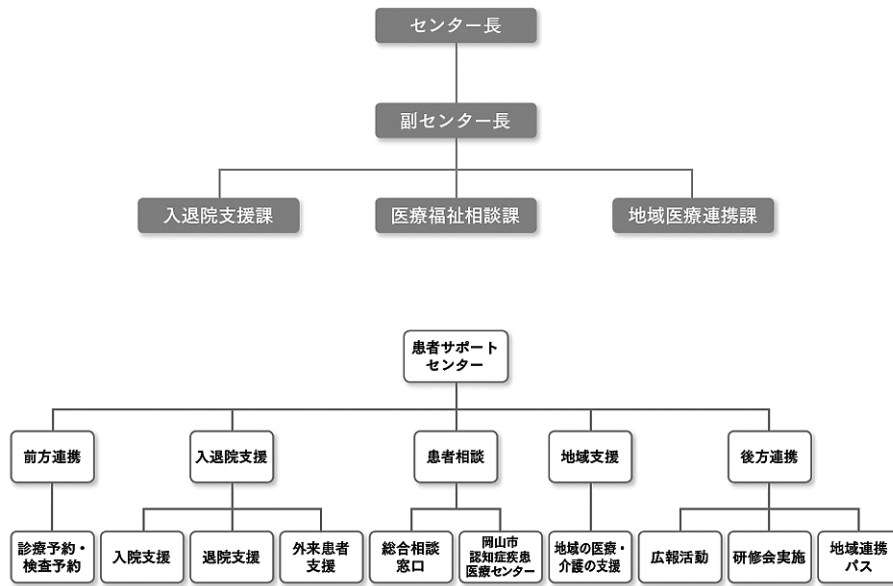 センター長
副センター長
入退院支援課
医療福祉相談課
地域医療連携課
患者サポート
センター
前方連携
入退院支援
患者相談
地域支援
後方連携
診療予約・
検査予約
入院支援
退院支援
外来患者
支援
総合相談
窓口
岡山市
認知症疾患
医療センター
地域の医療・
介護の支援
広報活動
研修会実施
地域連携
パス